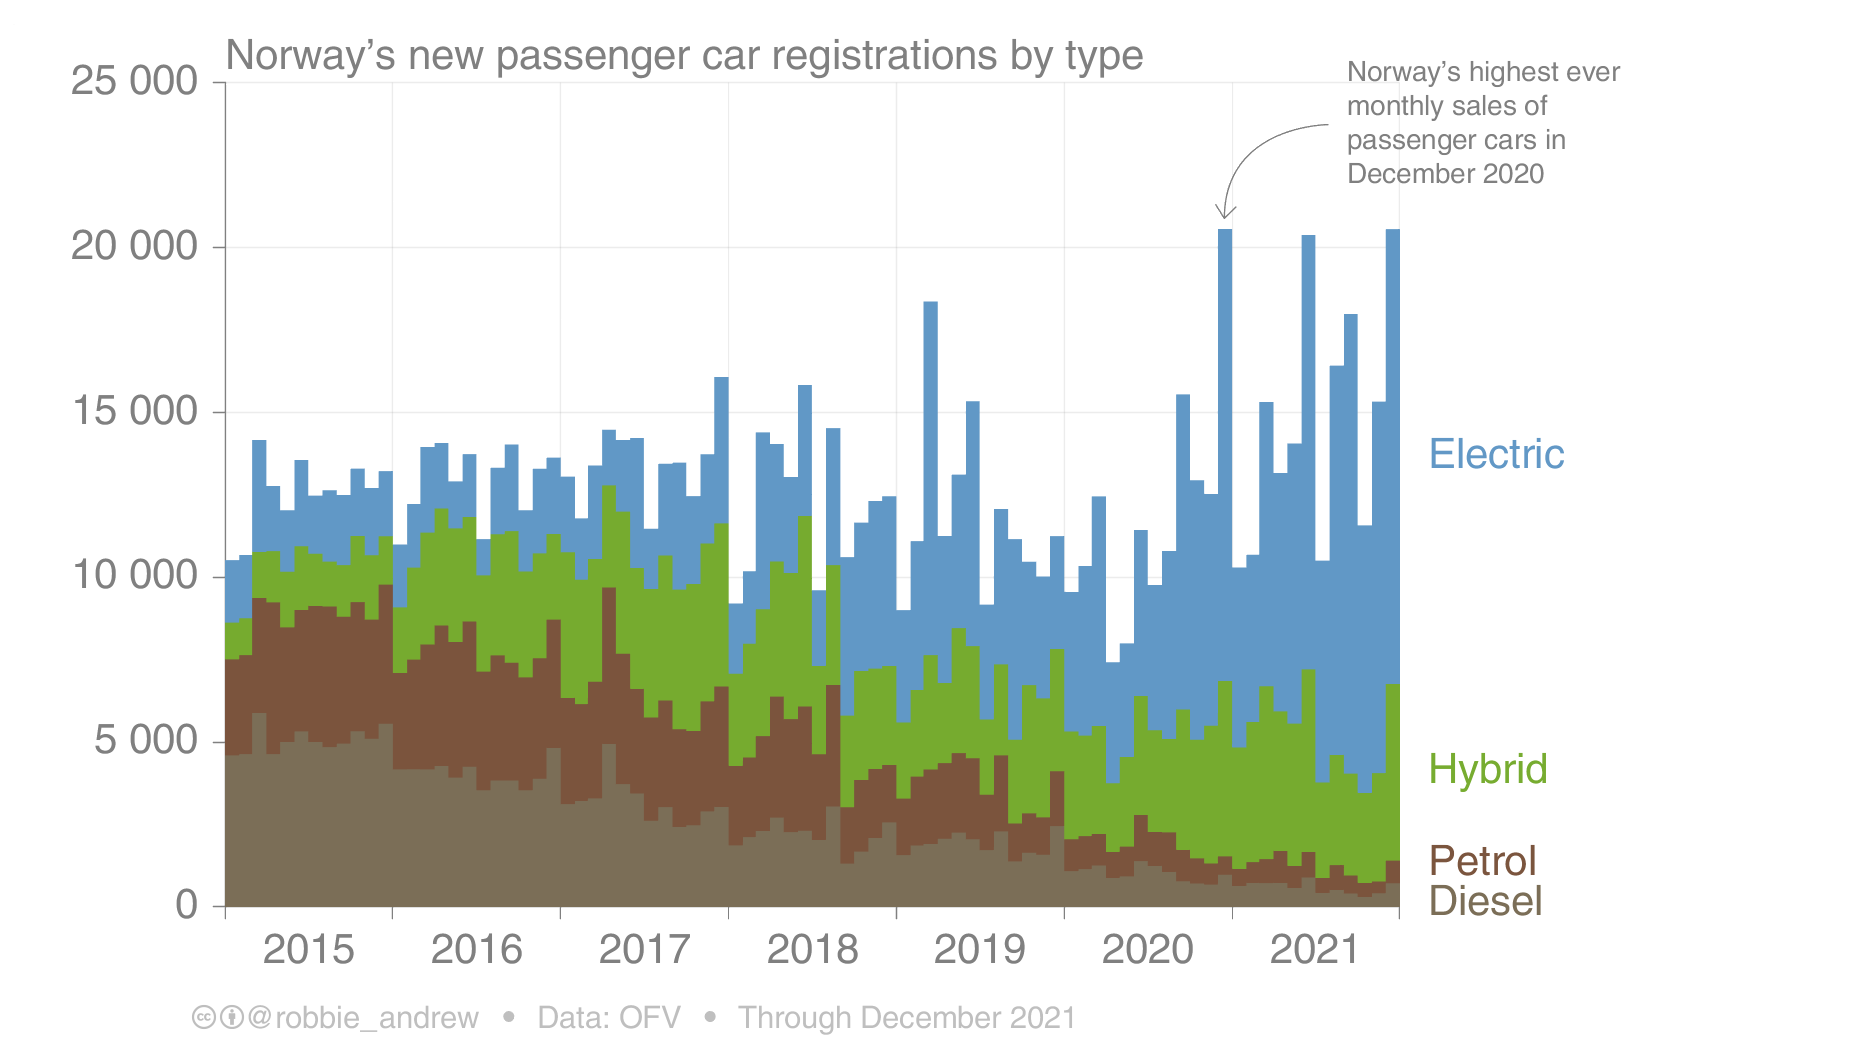 Norway’s new passenger car registrations by type
Norway’s highest ever
monthly sales of
passenger cars in
December 2020
25 000
20 000
15 000
10 000
5 000
0
Electric
Hybrid
Petrol
Diesel
2015 2016 2017 2018 2019 2020 2021
cc @robbie_andrew • Data: OFV • Through December 2021